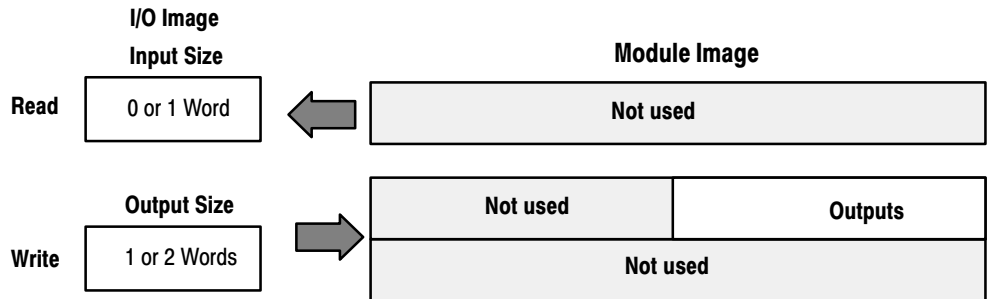 I/O Image
Input Size
Module Image
Read
0 or 1 Word
Not used
Output Size
Not used
Outputs
Write
1 or 2 Words
Not used